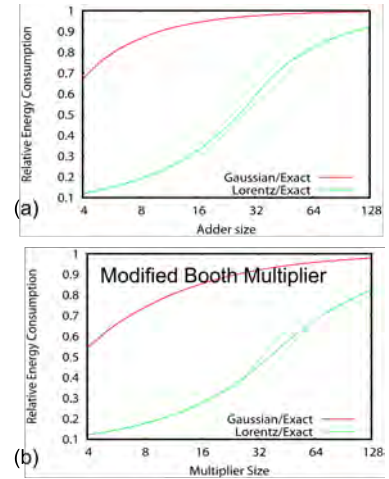 1
0.9
0.8
0.7
0.6
0.5
0.4
0.3
0.2
0.1
Relative Energy Consumption
Gaussian/Exact
Lorentz/Exact
(a)
4 8 16 32 64 128
Adder size
1
0.9
0.8
0.7
0.6
0.5
0.4
0.3
0.2
0.1
Relative Energy Consumption
Modified Booth Multiplier
Gaussian/Exact
Lorentz/Exact
(b)
4 8 16 32 64 128
Multiplier Size